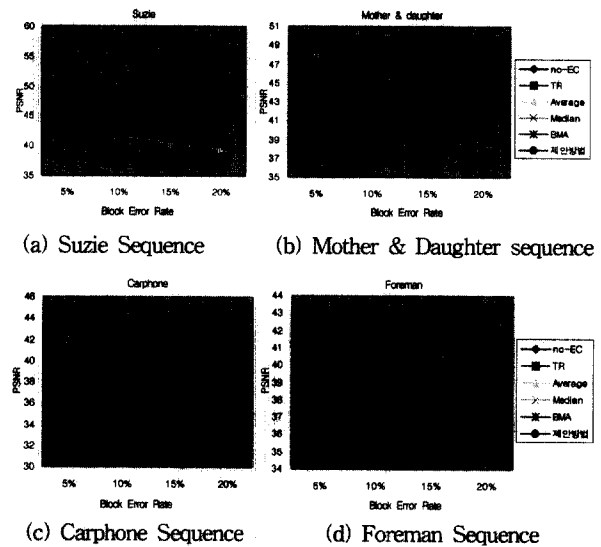 Suzie
60
55
50
45
40
35
PSNR
5% 10% 15% 20%
Block Error Rate
(a) Suzie Sequence
Mother & daughter
51
49
47
45
43
41
39
37
35
PSNR
5% 10% 15% 20%
Block Error Rate
(b) Mother & Daughter sequence
no-EC
TR
Average
Median
BMA
제안방법
Carphone
46
44
42
40
38
36
34
32
30
PSNR
5% 10% 15% 20%
Block Error Rate
(c) Carphone Sequence
Foreman
44
43
42
41
40
39
38
37
36
35
34
PSNR
5% 10% 15% 20%
Block Error Rate
(d) Foreman Sequence
no-EC
TR
Average
Median
BMA
제안방법